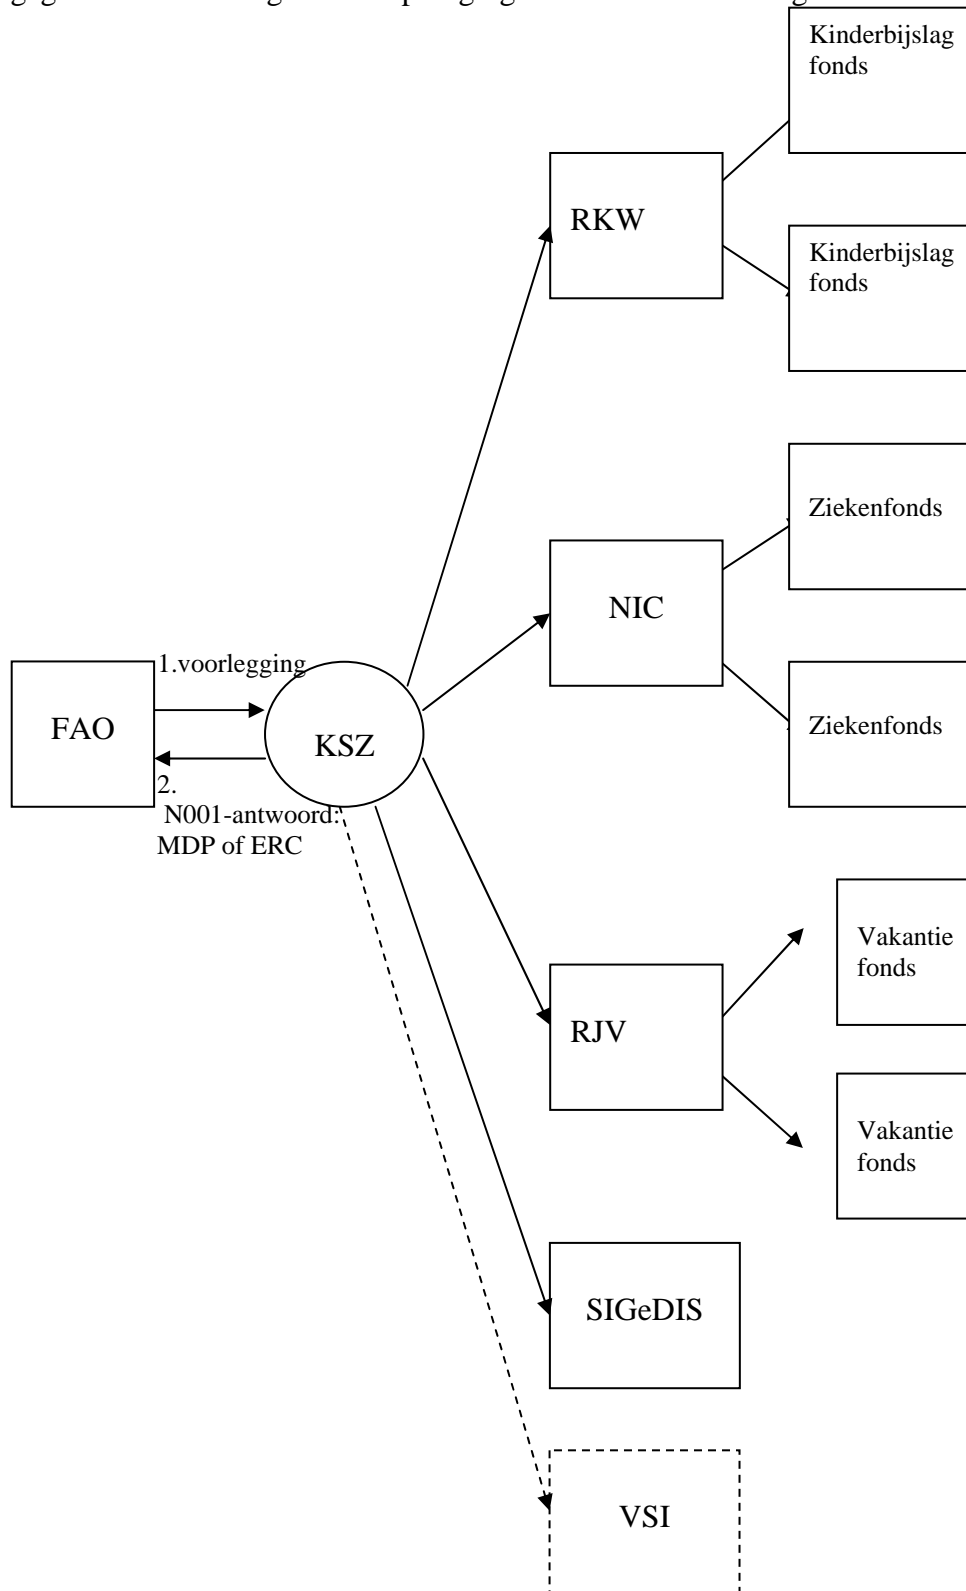 Kinderbijslag
fonds
RKW
Kinderbijslag
fonds
Ziekenfonds
NIC
1.voorlegging
FAO
KSZ
Ziekenfonds
2.
N001-antwoord:
MDP of ERC
Vakantie
fonds
RJV
Vakantie
fonds
SIGeDIS
VSI